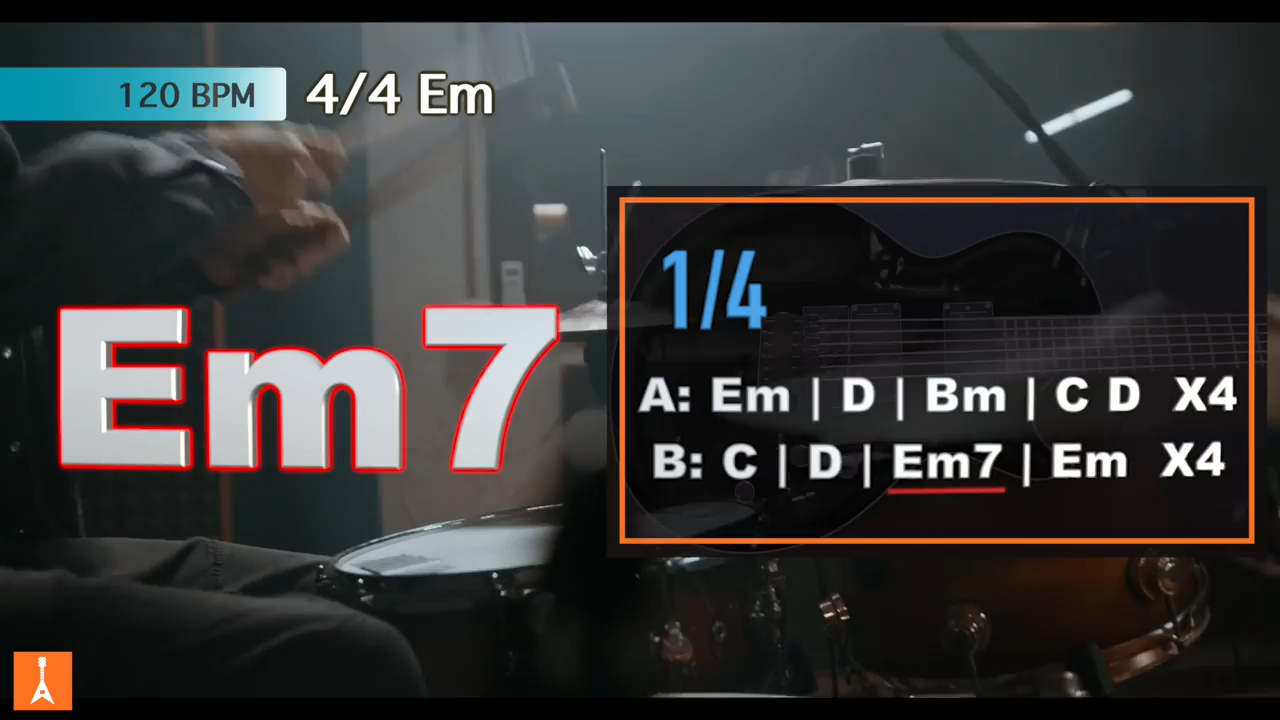 120 BPM 4/4 Em
Em7
1/4
A: Em | D | Bm | C D X4
B: C | D | Em7 | Em X4